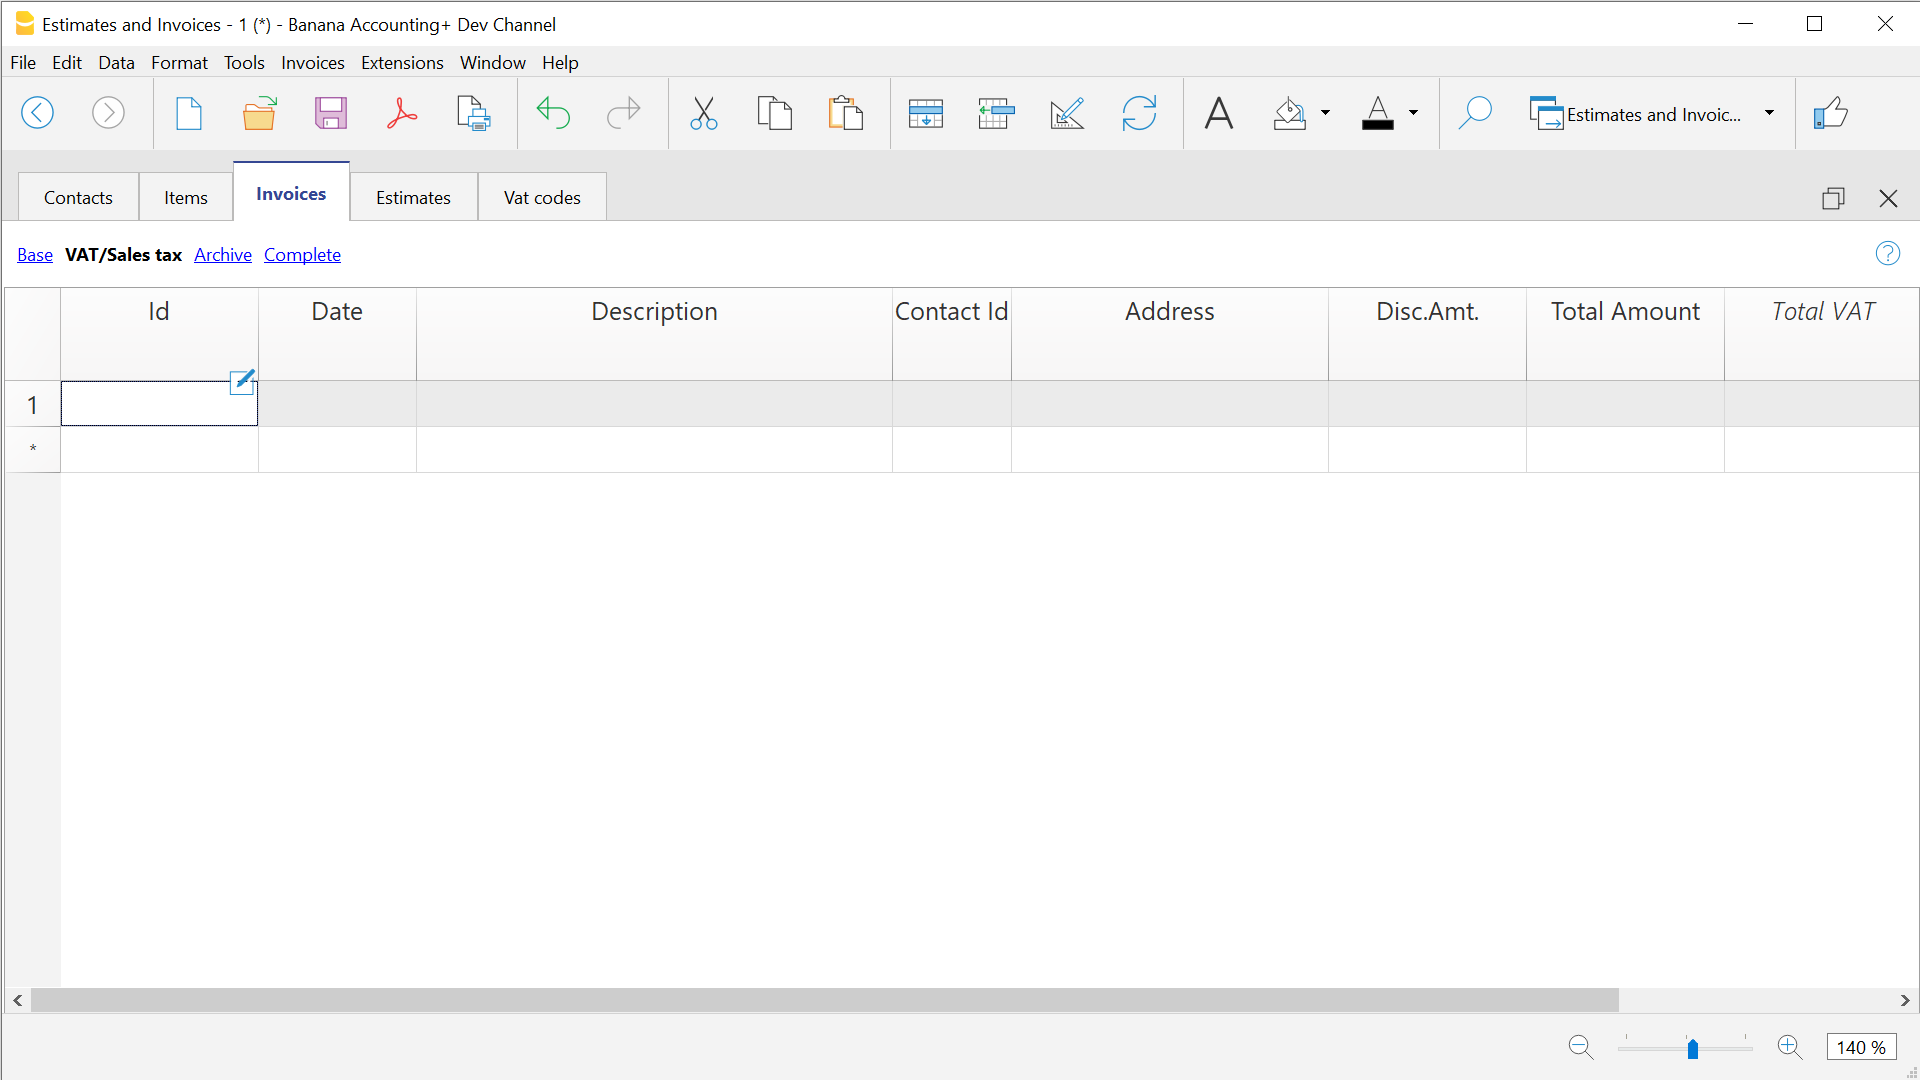 Estimates and Invoices - 1 (*) - Banana Accounting+ Dev Channel
File Edit Data Format Tools Invoices Extensions Window Help
Estimates and Invoic...
Contacts Items Invoices Estimates Vat codes
Base VAT/Sales tax Archive Complete
Id Date Description Contact Id Address Disc.Amt. Total Amount Total VAT
1
*
140 %